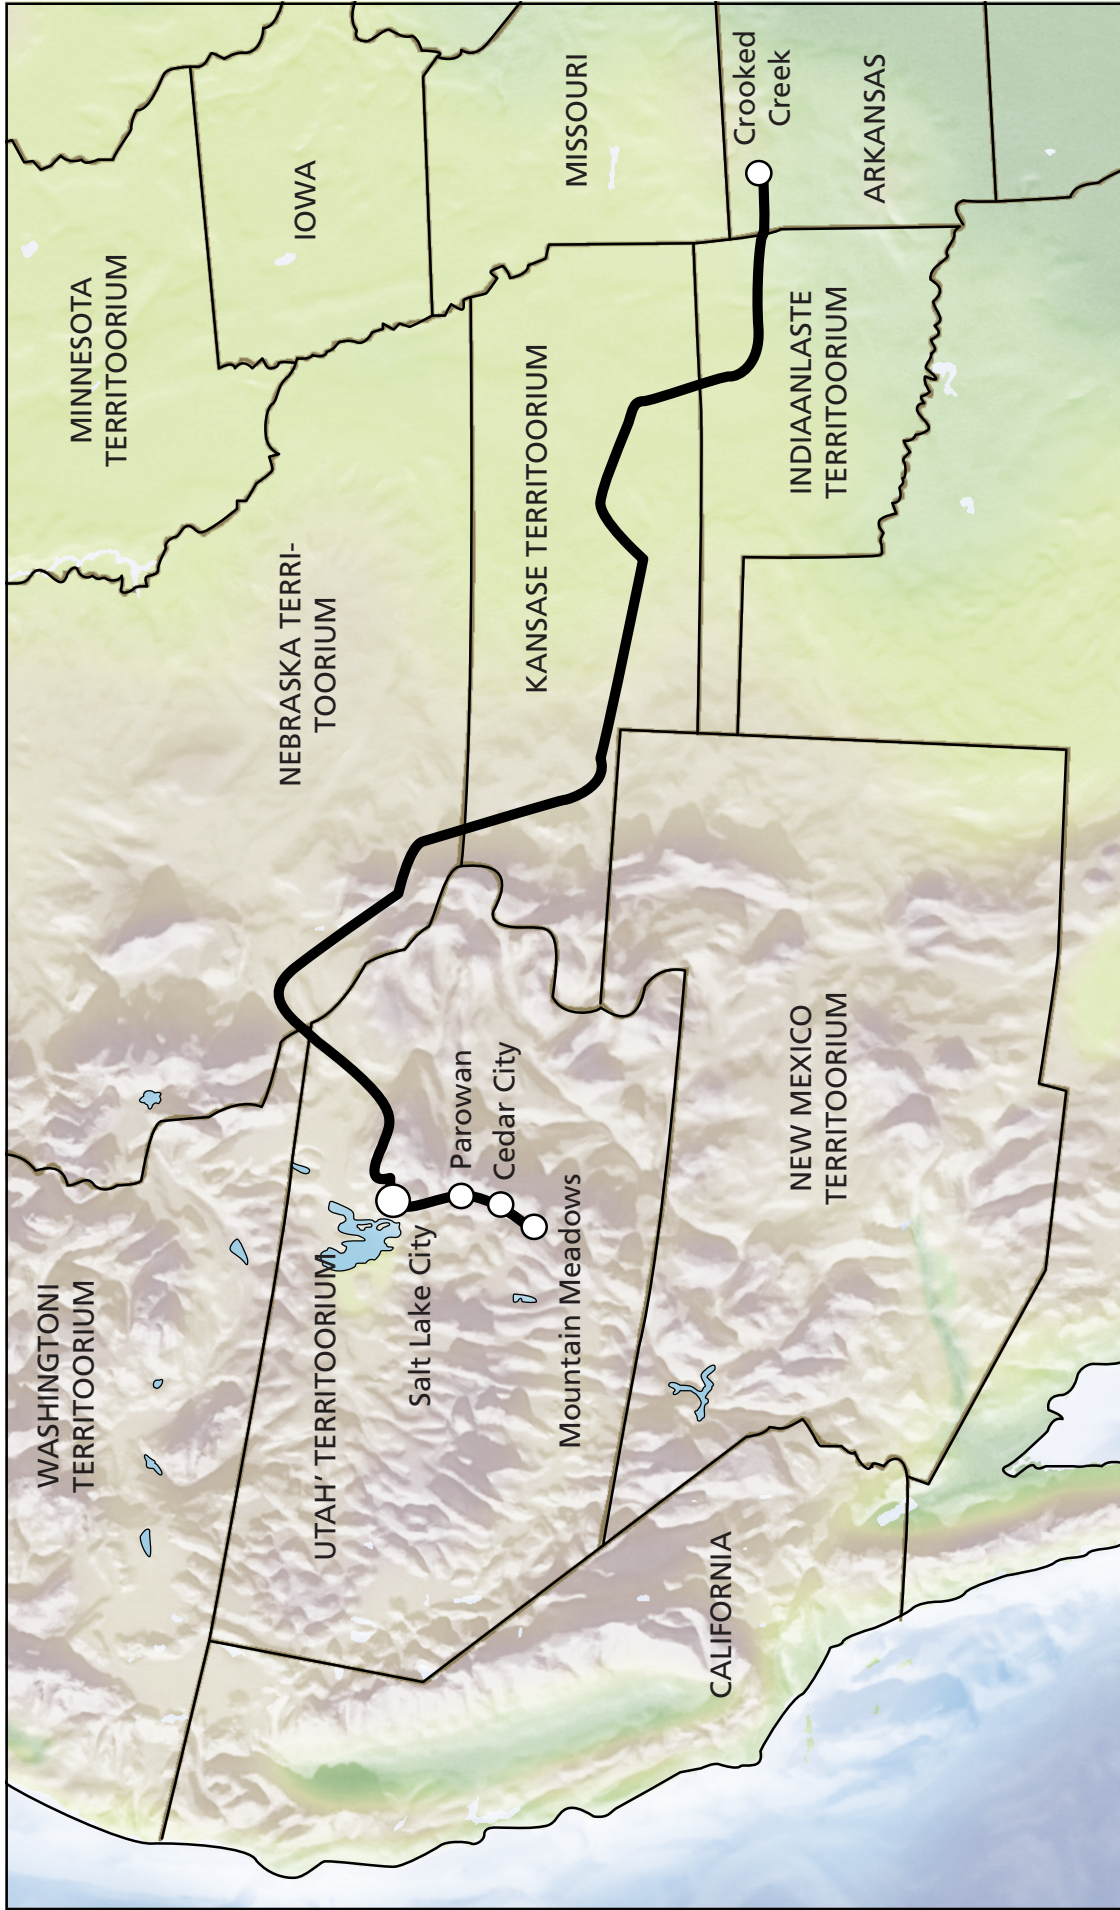 WASHINGTONI
TERRITOORIUM
MINNESOTA
TERRITOORIUM
NEBRASKA TERRI-
TOORIUM
IOWA
UTAH’ TERRITOORIUM
Salt Lake City
Parowan
Cedar City
Mountain Meadows
KANSASE TERRITOORIUM
MISSOURI
CALIFORNIA
NEW MEXICO
TERRITOORIUM
INDIAANLASTE
TERRITOORIUM
Crooked
Creek
ARKANSAS